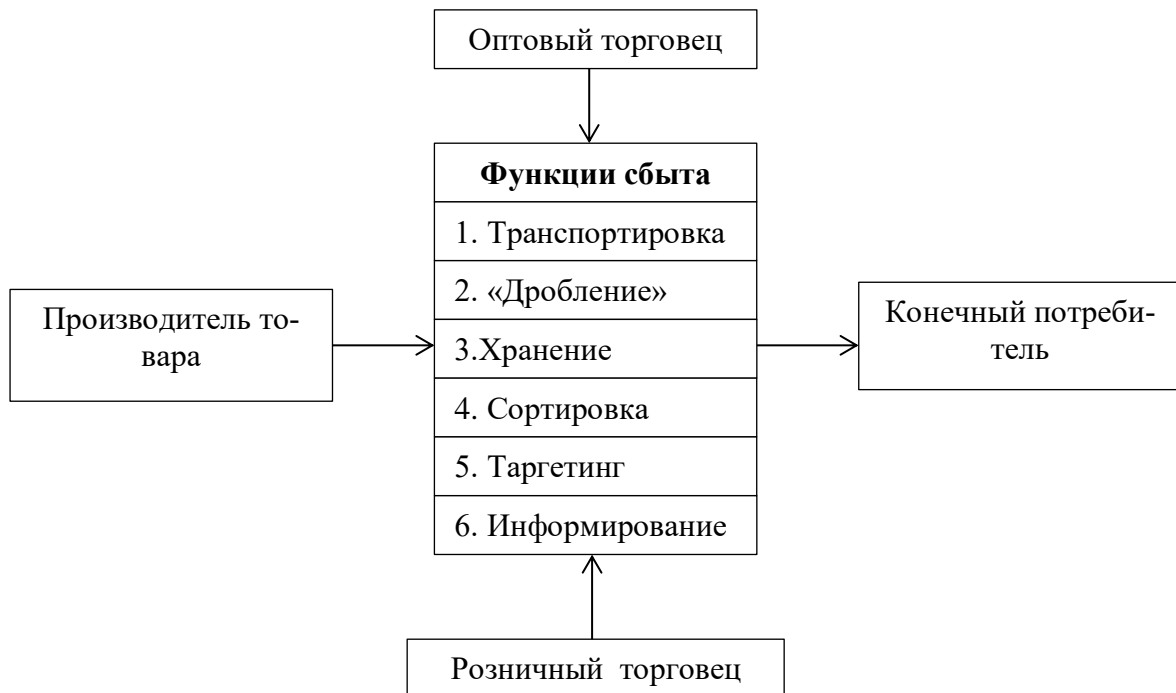 Оптовый торговец
Функции сбыта
1. Транспортировка
2. «Дробление»
Производитель то-
вара
3.Хранение
Конечный потреби-
тель
4. Сортировка
5. Таргетинг
6. Информирование
Розничный  торговец